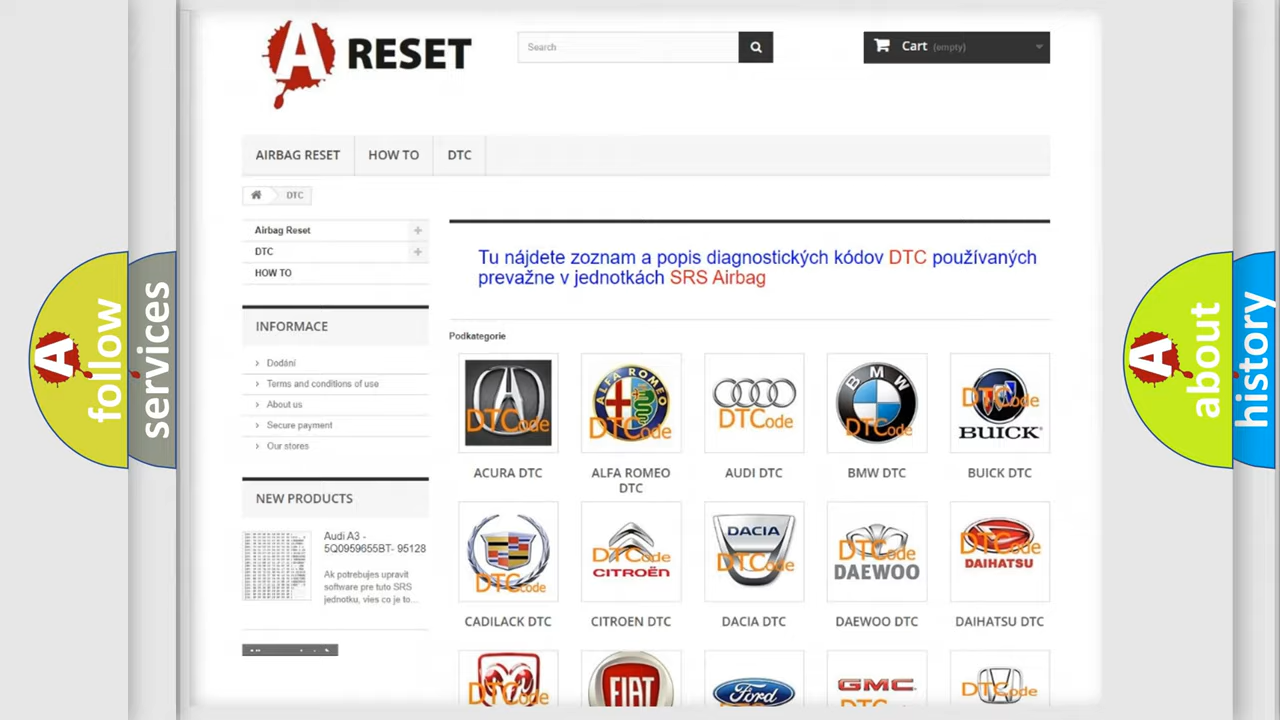 A RESET
Search
Cart (empty)
AIRBAG RESET
HOW TO
DTC
DTC
Airbag Reset
DTC
HOW TO
INFORMACE
Dodání
Terms and conditions of use
About us
Secure payment
Our stores
NEW PRODUCTS
Audi A3 -
5Q0959655BT- 95128
Ak potrebujes upravit
software pre tuto SRS
jednotku, vies co je to...
Tu nájdete zoznam a popis diagnostických kódov DTC používaných
prevažne v jednotkách SRS Airbag
Podkategorie
DTCode
ALFA ROMEO
DTCode
DTCode
BMW
DTCode
DTCode
BUICK
ACURA DTC
ALFA ROMEO
DTC
AUDI DTC
BMW DTC
BUICK DTC
DTCode
DTCode
CITROËN
DACIA
DTCode
DTCode
DAEWOO
DTCode
DAIHATSU
CADILACK DTC
CITROEN DTC
DACIA DTC
DAEWOO DTC
DAIHATSU DTC
DTCode
FIAT
Ford
GMC
DTCode
A follow
services
A about
history